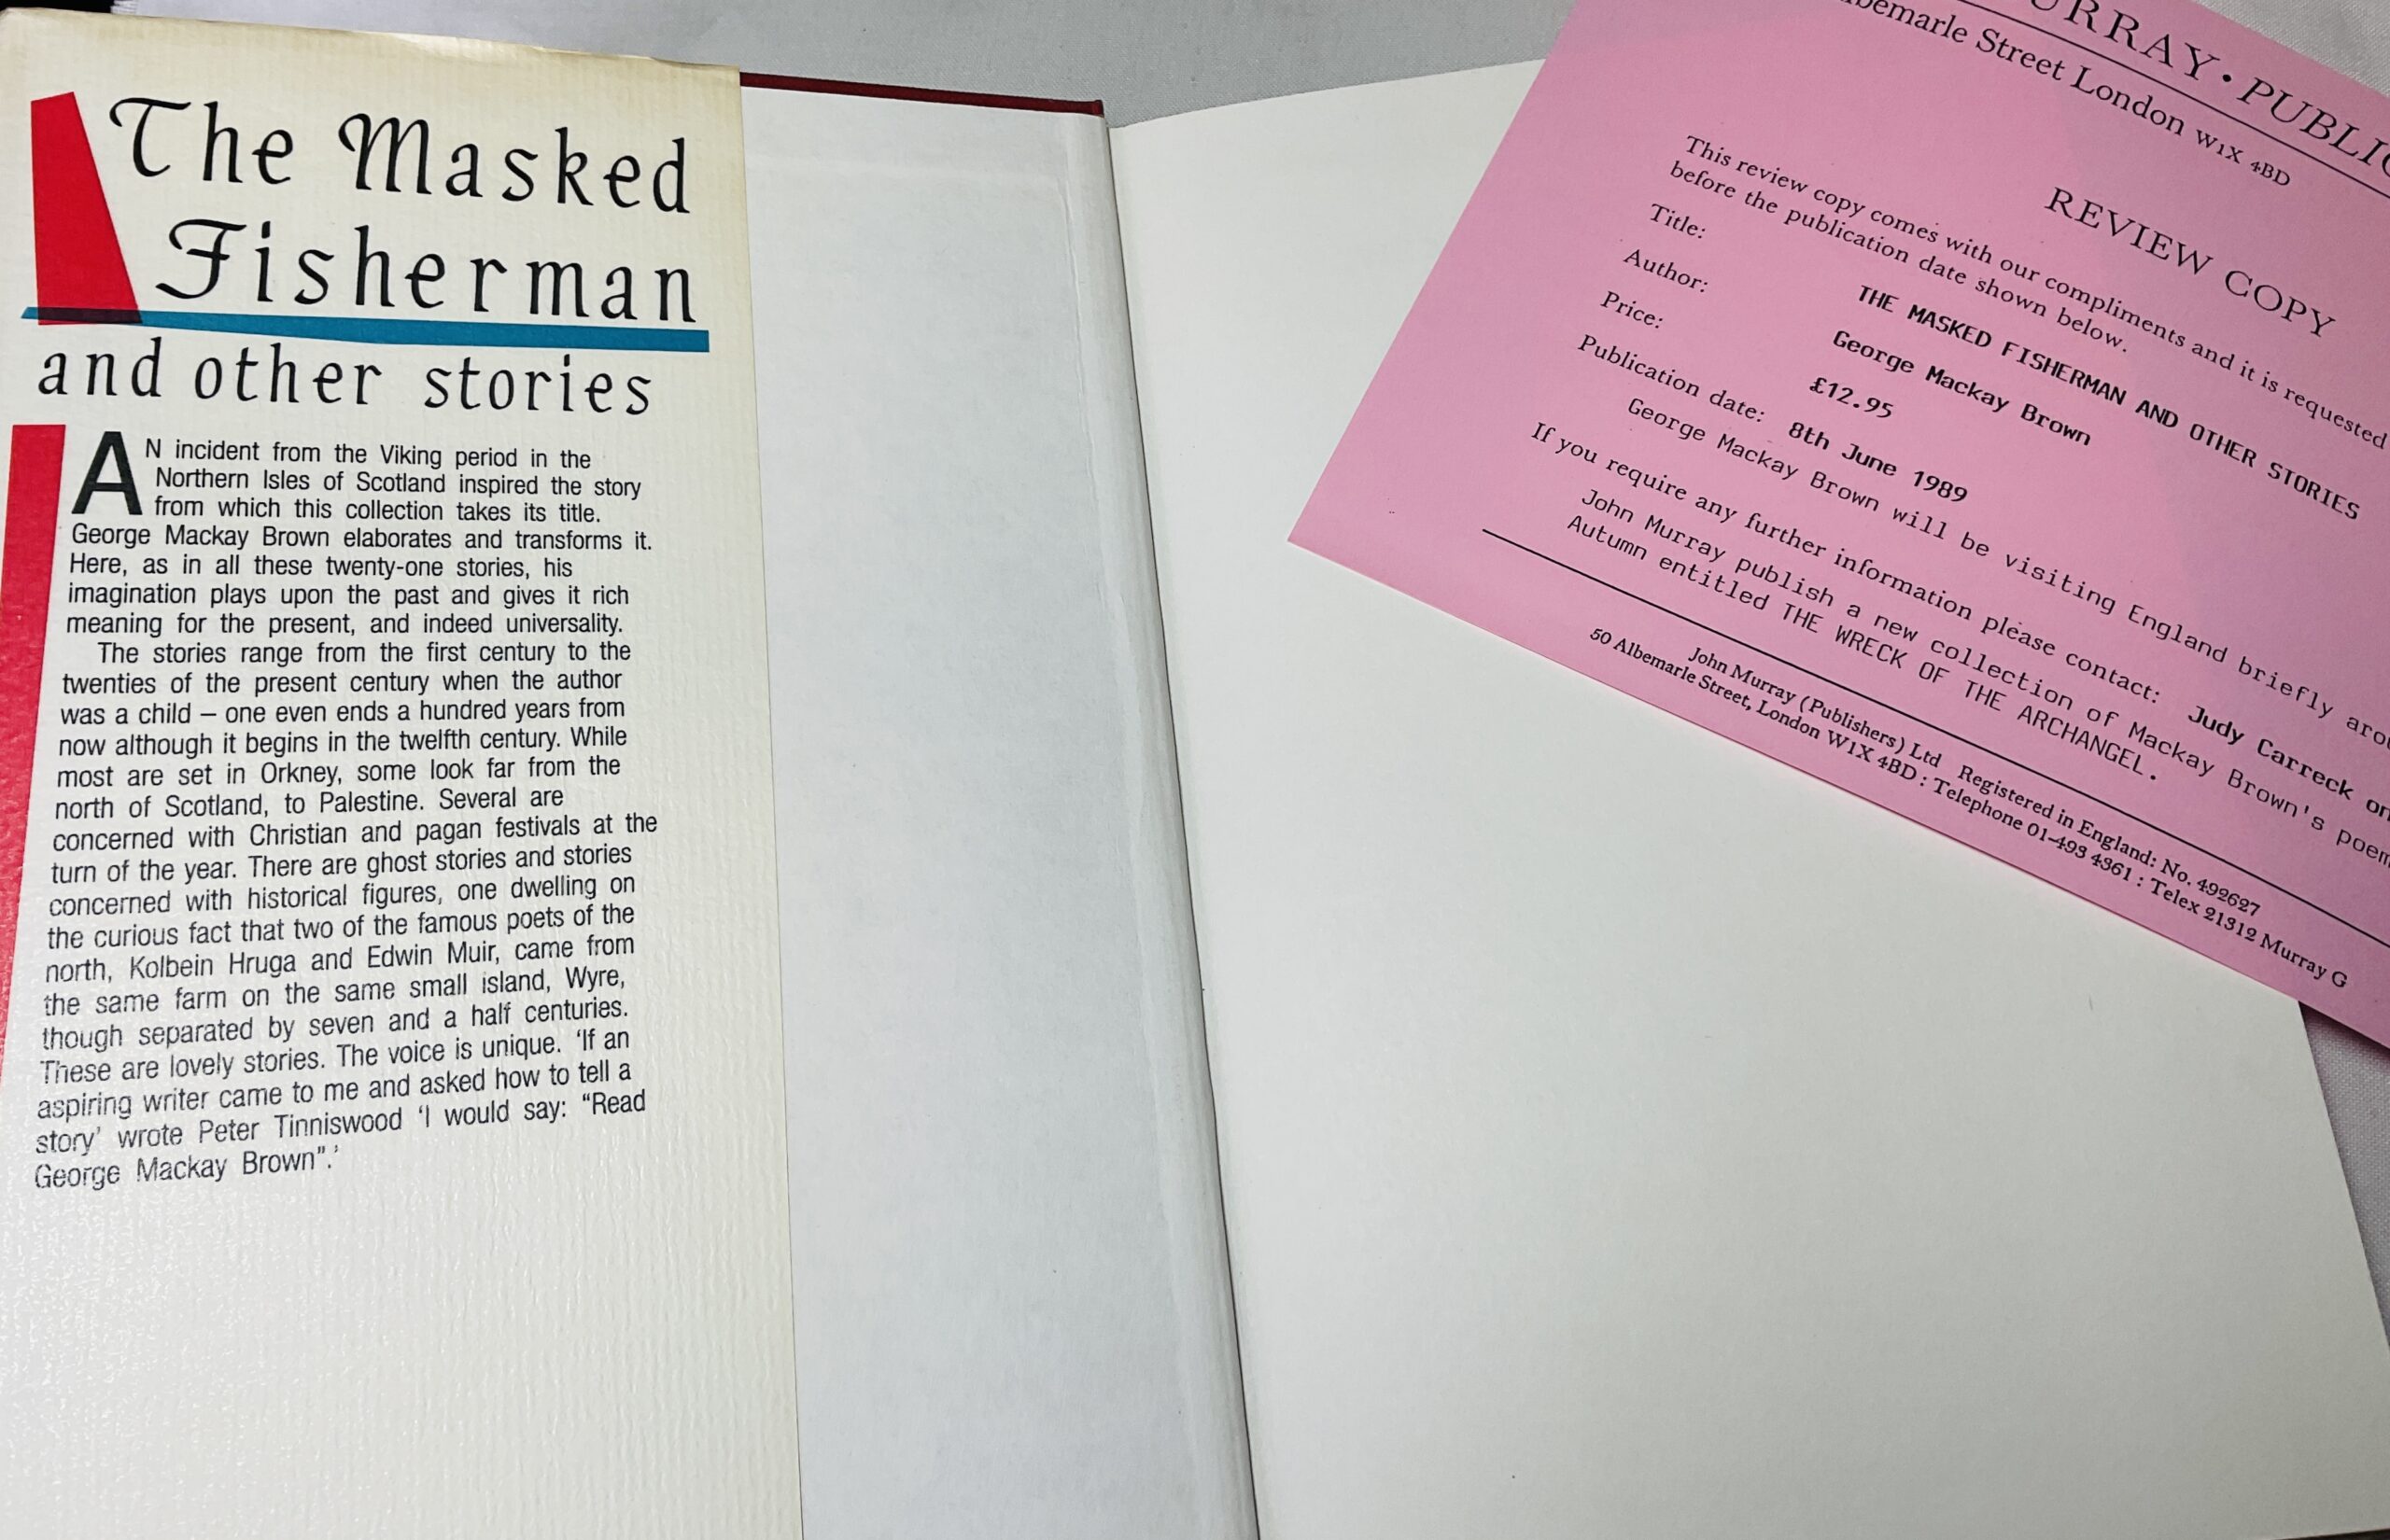 The Masked
Fisherman
and other stories
AN incident from the Viking period in the
Northern Isles of Scotland inspired the story
from which this collection takes its title.
George Mackay Brown elaborates and transforms it.
Here, as in all these twenty-one stories, his
imagination plays upon the past and gives it rich
meaning for the present, and indeed universality.
The stories range from the first century to the
twenties of the present century when the author
was a child – one even ends a hundred years from
now although it begins in the twelfth century. While
most are set in Orkney, some look far from the
north of Scotland, to Palestine. Several are
concerned with Christian and pagan festivals at the
turn of the year. There are ghost stories and stories
concerned with historical figures, one dwelling on
the curious fact that two of the famous poets of the
north, Kolbein Hruga and Edwin Muir, came from
the same farm on the same small island, Wyre,
though separated by seven and a half centuries.
These are lovely stories. The voice is unique. ‘If an
aspiring writer came to me and asked how to tell a
story’ wrote Peter Tinniswood ‘I would say: “Read
George Mackay Brown”.’
URRAY • PUBLIC
bemarle Street London W1X 4BD
REVIEW COPY
This review copy comes with our compliments and it is requested
before the publication date shown below.
Title: THE MASKED FISHERMAN AND OTHER STORIES
Author: George Mackay Brown
Price: £12.95
Publication date: 8th June 1989
George Mackay Brown will be visiting England briefly aro
If you require any further information please contact: Judy Carreck on
John Murray publish a new collection of Mackay Brown's poem
Autumn entitled THE WRECK OF THE ARCHANGEL.
John Murray (Publishers) Ltd Registered in England: No. 492627
50 Albemarle Street, London W1X 4BD : Telephone 01-493 4361 : Telex 21312 Murray G